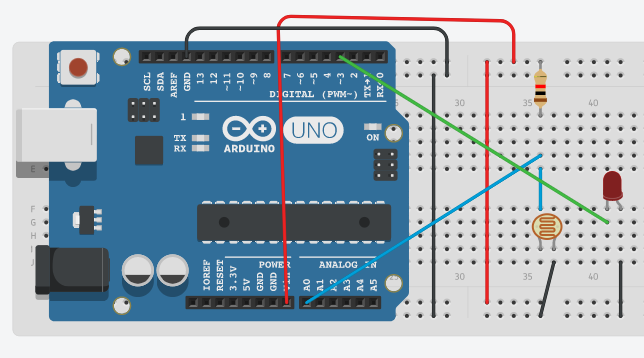 SCL
SDA
AREF
GND
13
12
~11
~10
~9
8
7
~6
~5
4
~3
2
TX→1
RX←0
DIGITAL (PWM~)
1
TX
RX
UNO
ARDUINO
ON
30
35
40
E
F
G
H
I
J
POWER
ANALOG IN
IOREF
RESET
3.3V
5V
GND
GND
A0
A1
A2
A3
A4
A5
30
35
40